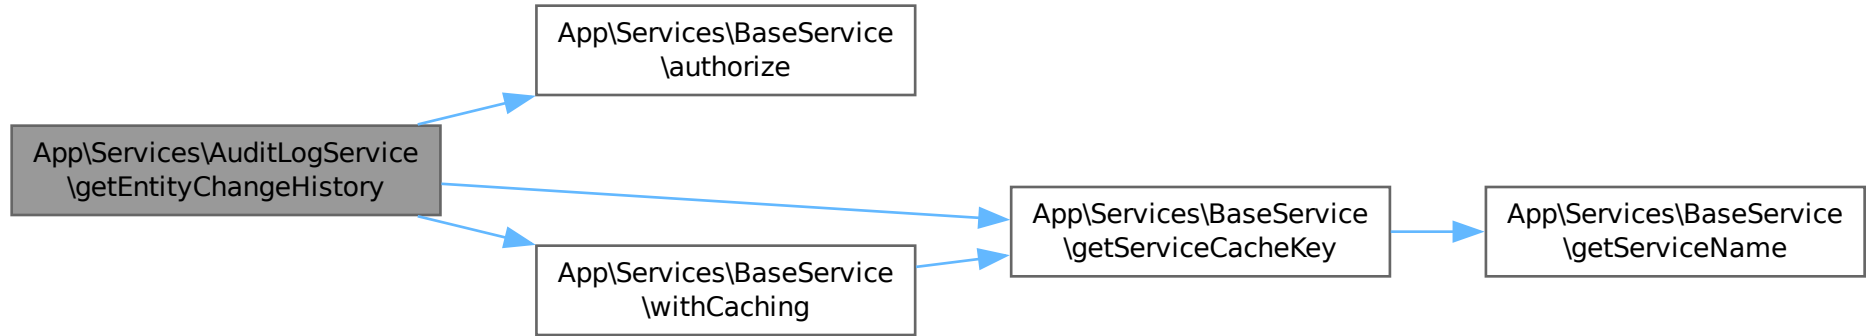 App\Services\BaseService
\authorize
App\Services\AuditLogService
\getEntityChangeHistory
App\Services\BaseService
\getServiceCacheKey
App\Services\BaseService
\getServiceName
App\Services\BaseService
\withCaching